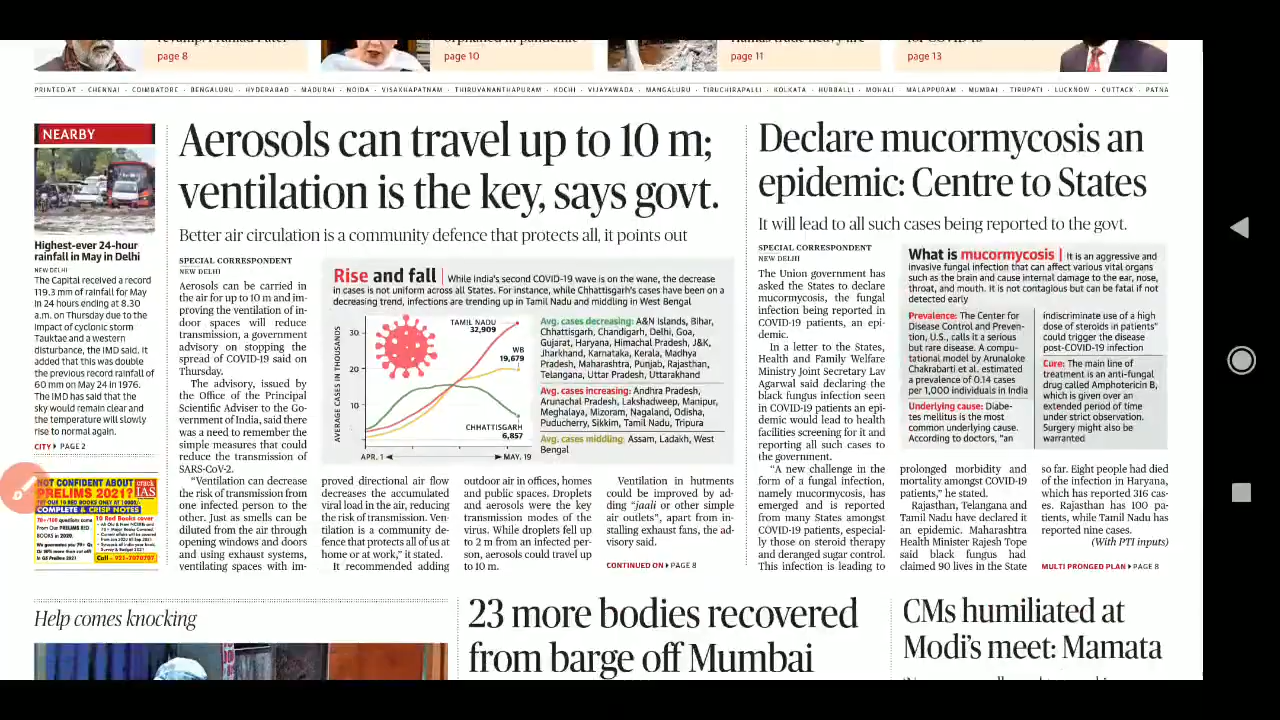 page 8
page 10
page 11
page 13
PRINTED AT • CHENNAI • COIMBATORE • BENGALURU • HYDERABAD • MADURAI • NOIDA • VISAKHAPATNAM • THIRUVANANTHAPURAM • KOCHI • VIJAYAWADA • MANGALURU • TIRUCHIRAPALLI • KOLKATA • HUBBALLI • MOHALI • MALAPPURAM • MUMBAI • TIRUPATI • LUCKNOW • CUTTACK • PATNA
NEARBY
Highest-ever 24-hour
rainfall in May in Delhi
NEW DELHI
The Capital received a record
119.3 mm of rainfall for May
in 24 hours ending at 8.30
a.m. on Thursday due to the
impact of cyclonic storm
Tauktae and a western
disturbance, the IMD said. It
added that this was double
the previous record rainfall of
60 mm on May 24 in 1976.
The IMD has said that the
sky would remain clear and
the temperature will slowly
rise to normal again.
CITY PAGE 2
NOT CONFIDENT ABOUT
PRELIMS 2021?
crack
IAS
COMPLETE & CRISP NOTES
10 Red Books cover
Call - 931-7070707
Aerosols can travel up to 10 m;
ventilation is the key, says govt.
Better air circulation is a community defence that protects all, it points out
SPECIAL CORRESPONDENT
NEW DELHI
Aerosols can be carried in
the air for up to 10 m and im-
proving the ventilation of in-
door spaces will reduce
transmission, a government
advisory on stopping the
spread of COVID-19 said on
Thursday.
The advisory, issued by
the Office of the Principal
Scientific Adviser to the Go-
vernment of India, said there
was a need to remember the
simple measures that could
reduce the transmission of
SARS-CoV-2.
“Ventilation can decrease
the risk of transmission from
one infected person to the
other. Just as smells can be
diluted from the air through
opening windows and doors
and using exhaust systems,
ventilating spaces with im-
Rise and fall | While India's second COVID-19 wave is on the wane, the decrease
in cases is not uniform across all States. For instance, while Chhattisgarh's cases have been on a
decreasing trend, infections are trending up in Tamil Nadu and middling in West Bengal
AVERAGE CASES IN THOUSANDS
30
20
10
TAMIL NADU
32,909
WB
19,679
CHHATTISGARH
6,857
APR. 1
MAY. 19
Avg. cases decreasing: A&N Islands, Bihar,
Chhattisgarh, Chandigarh, Delhi, Goa,
Gujarat, Haryana, Himachal Pradesh, J&K,
Jharkhand, Karnataka, Kerala, Madhya
Pradesh, Maharashtra, Punjab, Rajasthan,
Telangana, Uttar Pradesh, Uttarakhand
Avg. cases increasing: Andhra Pradesh,
Arunachal Pradesh, Lakshadweep, Manipur,
Meghalaya, Mizoram, Nagaland, Odisha,
Puducherry, Sikkim, Tamil Nadu, Tripura
Avg. cases middling: Assam, Ladakh, West
Bengal
proved directional air flow
decreases the accumulated
viral load in the air, reducing
the risk of transmission. Ven-
tilation is a community de-
fence that protects all of us at
home or at work,” it stated.
It recommended adding
outdoor air in offices, homes
and public spaces. Droplets
and aerosols were the key
transmission modes of the
virus. While droplets fell up
to 2 m from an infected per-
son, aerosols could travel up
to 10 m.
Ventilation in hutments
could be improved by ad-
ding “jaali or other simple
air outlets”, apart from in-
stalling exhaust fans, the ad-
visory said.
CONTINUED ON PAGE 8
Declare mucormycosis an
epidemic: Centre to States
It will lead to all such cases being reported to the govt.
SPECIAL CORRESPONDENT
NEW DELHI
The Union government has
asked the States to declare
mucormycosis, the fungal
infection being reported in
COVID-19 patients, an epi-
demic.
In a letter to the States,
Health and Family Welfare
Ministry Joint Secretary Lav
Agarwal said declaring the
black fungus infection seen
in COVID-19 patients an epi-
demic would lead to health
facilities screening for it and
reporting all such cases to
the government.
“A new challenge in the
form of a fungal infection,
namely mucormycosis, has
emerged and is reported
from many States amongst
COVID-19 patients, especial-
ly those on steroid therapy
and deranged sugar control.
This infection is leading to
What is mucormycosis | It is an aggressive and
invasive fungal infection that can affect various vital organs
such as the brain and cause internal damage to the ear, nose,
throat, and mouth. It is not contagious but can be fatal if not
detected early
Prevalence: The Center for
Disease Control and Preven-
tion, U.S., calls it a serious
but rare disease. A compu-
tational model by Arunaloke
Chakrabarti et al. estimated
a prevalence of 0.14 cases
per 1,000 individuals in India
Underlying cause: Diabe-
tes mellitus is the most
common underlying cause.
According to doctors, "an
indiscriminate use of a high
dose of steroids in patients"
could trigger the disease
post-COVID-19 infection
Cure: The main line of
treatment is an anti-fungal
drug called Amphotericin B,
which is given over an
extended period of time
under strict observation.
Surgery might also be
warranted
prolonged morbidity and
mortality amongst COVID-19
patients,” he stated.
Rajasthan, Telangana and
Tamil Nadu have declared it
an epidemic. Maharashtra
Health Minister Rajesh Tope
said black fungus had
claimed 90 lives in the State
so far. Eight people had died
of the infection in Haryana,
which has reported 316 cas-
es. Rajasthan has 100 pa-
tients, while Tamil Nadu has
reported nine cases.
(With PTI inputs)
MULTI PRONGED PLAN PAGE 8
Help comes knocking
23 more bodies recovered
from barge off Mumbai
CMs humiliated at
Modi's meet: Mamata